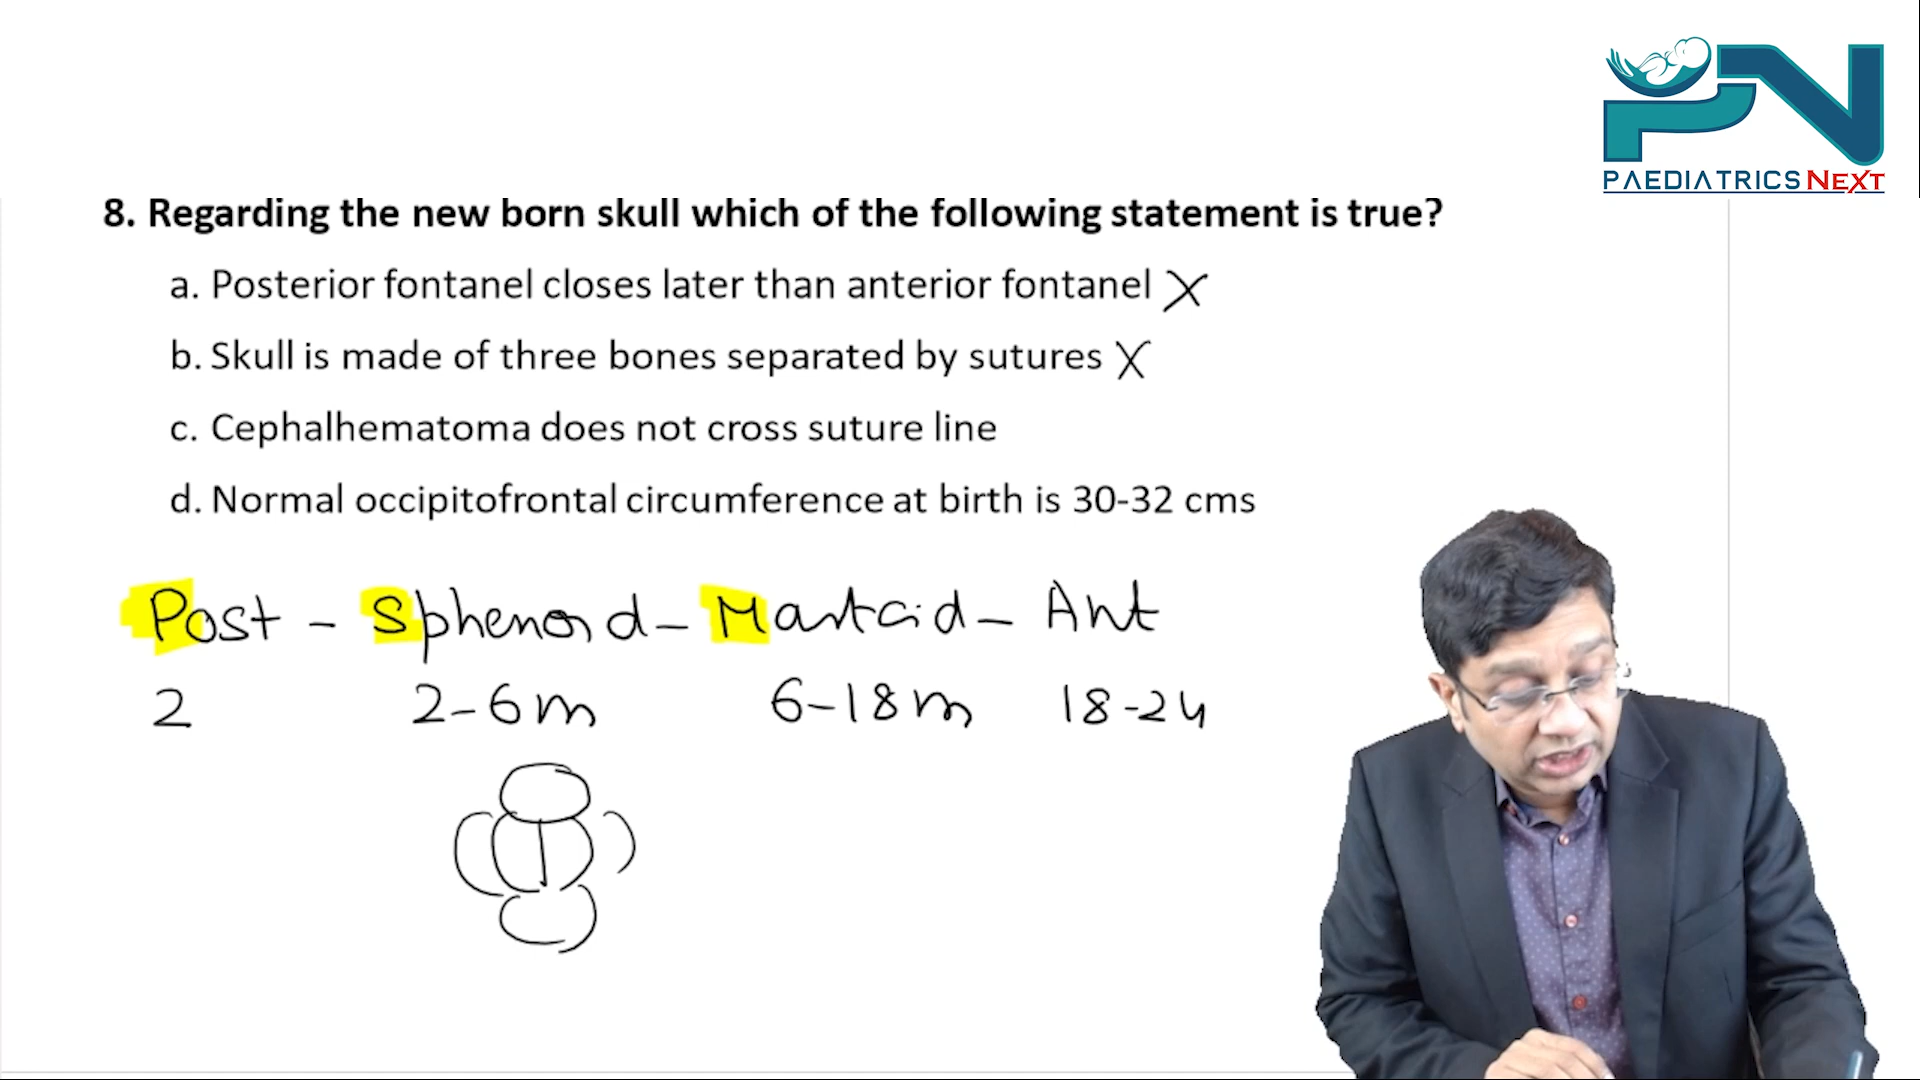 PAEDIATRICS NEXT
8. Regarding the new born skull which of the following statement is true?
a. Posterior fontanel closes later than anterior fontanel X
b. Skull is made of three bones separated by sutures X
c. Cephalhematoma does not cross suture line
d. Normal occipitofrontal circumference at birth is 30-32 cms
Post - Sphenoid - Mastoid - Ant
2 2-6m 6-18m 18-24